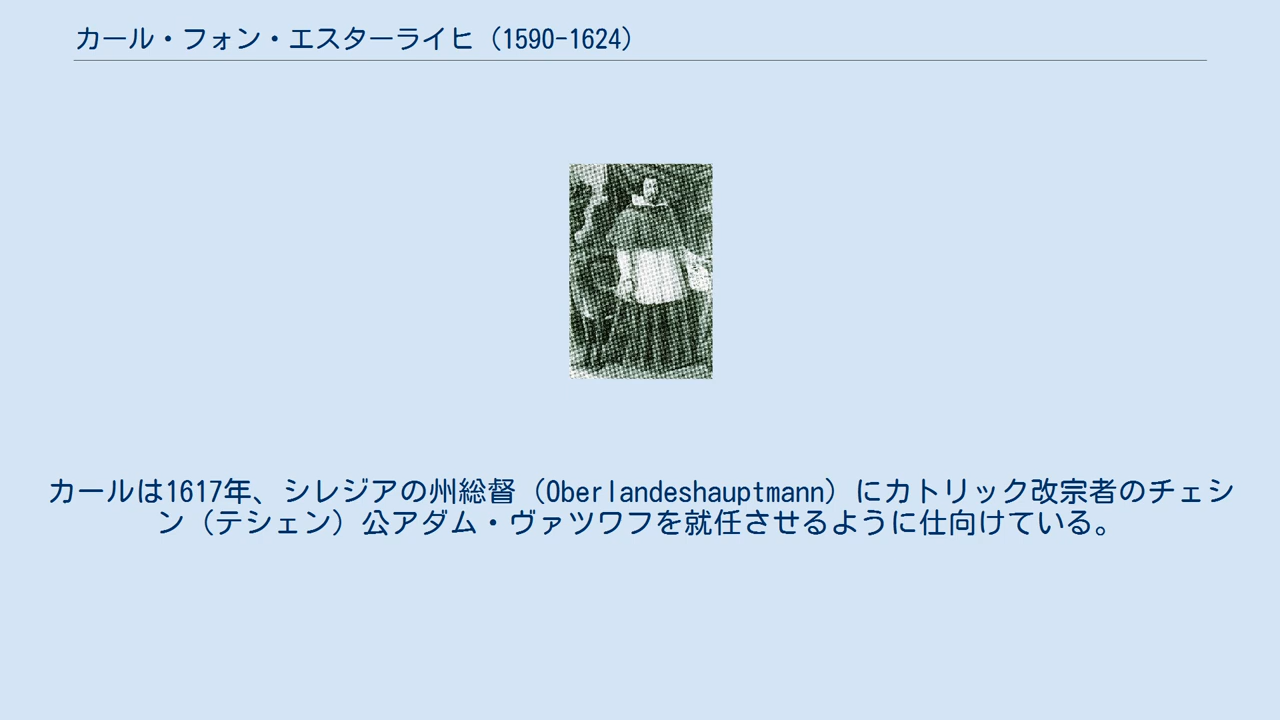 カール・フォン・エスターライヒ（1590-1624）
カールは1617年、シレジアの州総督（Oberlandeshauptmann）にカトリック改宗者のチェシ
ン（テシェン）公アダム・ヴァツワフを就任させるように仕向けている。